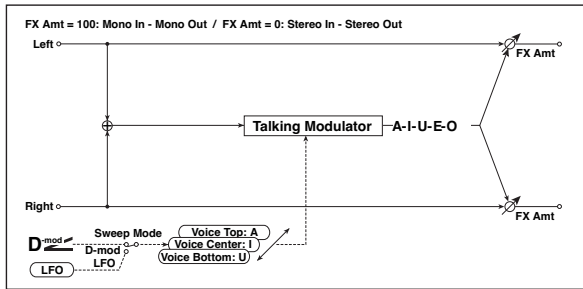 FX Amt = 100: Mono In - Mono Out / FX Amt = 0: Stereo In - Stereo Out
Left
FX Amt
Talking Modulator
A-I-U-E-O
Right
FX Amt
D-mod
Sweep Mode
D-mod
LFO
LFO
Voice Top: A
Voice Center: I
Voice Bottom: U